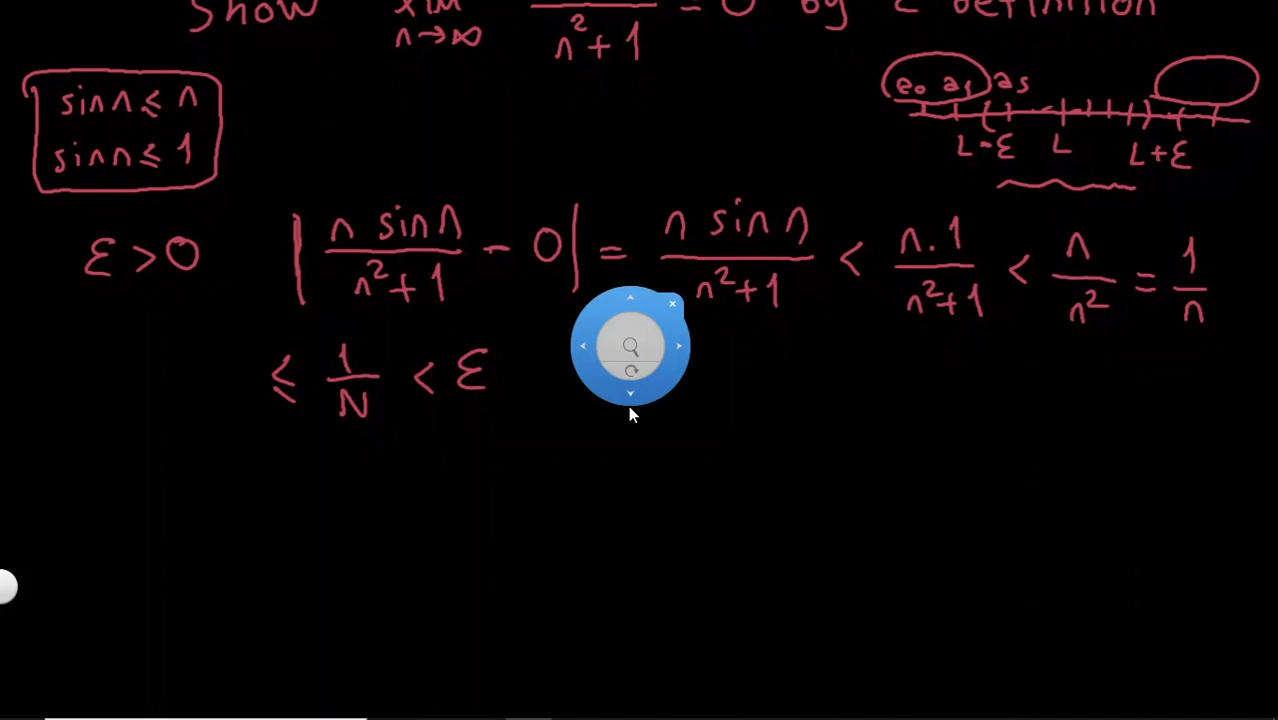 Show lim = 0 by ε definition
n→∞ n²+1
sin n ≤ n
sin n ≤ 1
e₀ a₁ a₅
L-ε L L+ε
ε > 0 | n sin n / n²+1 - 0 | = n sin n / n²+1 < n.1 / n²+1 < n / n² = 1 / n
≤ 1 / N < ε